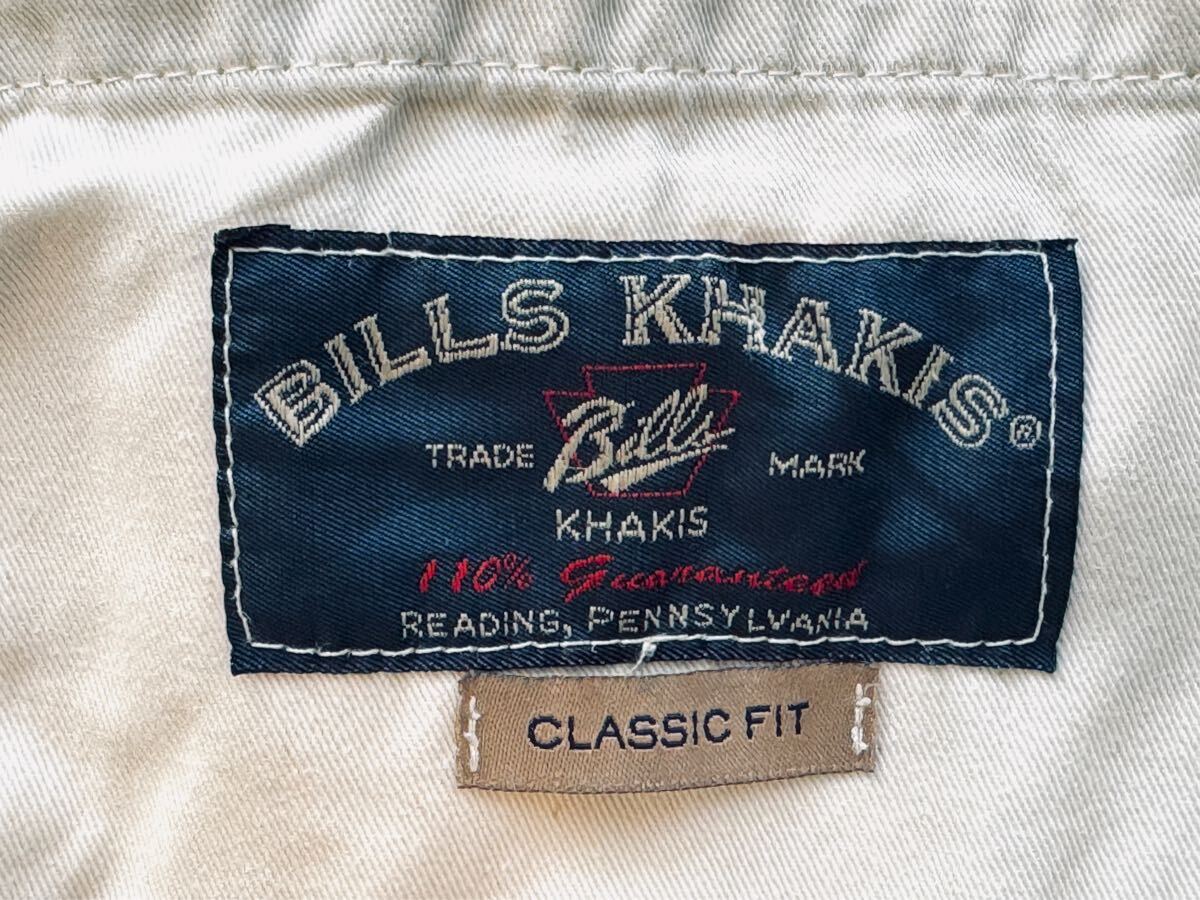 BILLS KHAKIS®
TRADE Bills MARK
KHAKIS
110% Guaranteed
READING, PENNSYLVANIA
CLASSIC FIT